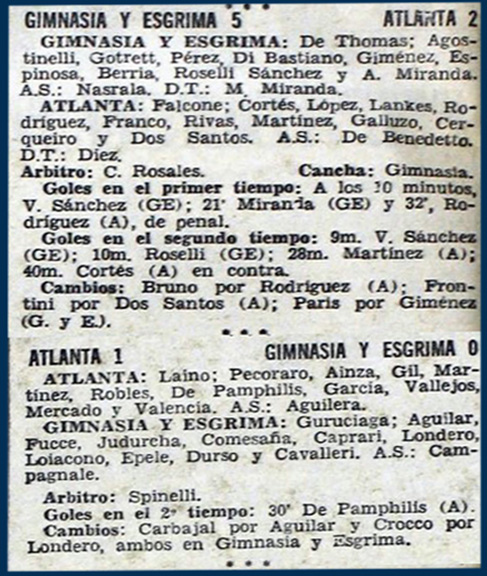 GIMNASIA Y ESGRIMA 5 ATLANTA 2
GIMNASIA Y ESGRIMA: De Thomas; Agos-
tinelli, Gotrett, Pérez, Di Bastiano, Giménez, Es-
pinosa, Berria, Roselli Sánchez y A. Miranda.
A.S.: Nasrala. D.T.: M. Miranda.
ATLANTA: Falcone; Cortés, López, Lankes, Ro-
dríguez, Franco, Rivas, Martínez, Galluzo, Cer-
queiro y Dos Santos. A.S.: De Benedetto.
D.T.: Díez.
Arbitro: C. Rosales. Cancha: Gimnasia.
Goles en el primer tiempo: A los 10 minutos,
V. Sánchez (GE); 21' Miranda (GE) y 32', Ro-
dríguez (A), de penal.
Goles en el segundo tiempo: 9m. V. Sánchez
(GE); 10m. Roselli (GE); 28m. Martínez (A);
40m. Cortés (A) en contra.
Cambios: Bruno por Rodríguez (A); Fron-
tini por Dos Santos (A); Paris por Giménez
(G. y E.).
ATLANTA 1 GIMNASIA Y ESGRIMA 0
ATLANTA: Laino; Pecoraro, Ainza, Gil, Mar-
tínez, Robles, De Pamphilis, García, Vallejos,
Mercado y Valencia. A.S.: Aguilera.
GIMNASIA Y ESGRIMA: Guruciaga; Aguilar,
Fucce, Judurcha, Comesaña, Caprari, Londero,
Loiacono, Epele, Durso y Cavalleri. A.S.: Cam-
pagnale.
Arbitro: Spinelli.
Goles en el 2º tiempo: 30' De Pamphilis (A).
Cambios: Carbajal por Aguilar y Crocco por
Londero, ambos en Gimnasia y Esgrima.